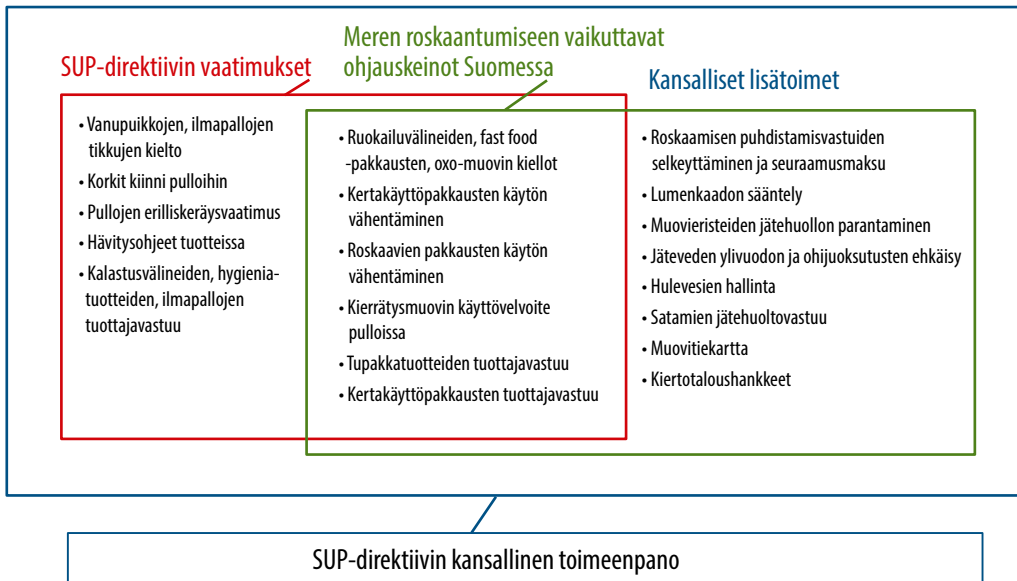 Meren roskaantumiseen vaikuttavat
ohjauskeinot Suomessa
SUP-direktiivin vaatimukset
Kansalliset lisätoimet
• Vanupuikkojen, ilmapallojen
tikkujen kielto
• Korkit kiinni pulloihin
• Pullojen erilliskeräysvaatimus
• Hävitysohjeet tuotteissa
• Kalastusvälineiden, hygienia-
tuotteiden, ilmapallojen
tuottajavastuu
• Ruokailuvälineiden, fast food
-pakkausten, oxo-muovin kiellot
• Kertakäyttöpakkausten käytön
vähentäminen
• Roskaavien pakkausten käytön
vähentäminen
• Kierrätysmuovin käyttövelvoite
pulloissa
• Tupakkatuotteiden tuottajavastuu
• Kertakäyttöpakkausten tuottajavastuu
• Roskaamisen puhdistamisvastuiden
selkeyttäminen ja seuraamusmaksu
• Lumenkaadon sääntely
• Muovieristeiden jätehuollon parantaminen
• Jäteveden ylivuodon ja ohijuoksutusten ehkäisy
• Hulevesien hallinta
• Satamien jätehuoltovastuu
• Muovitiekartta
• Kiertotaloushankkeet
SUP-direktiivin kansallinen toimeenpano